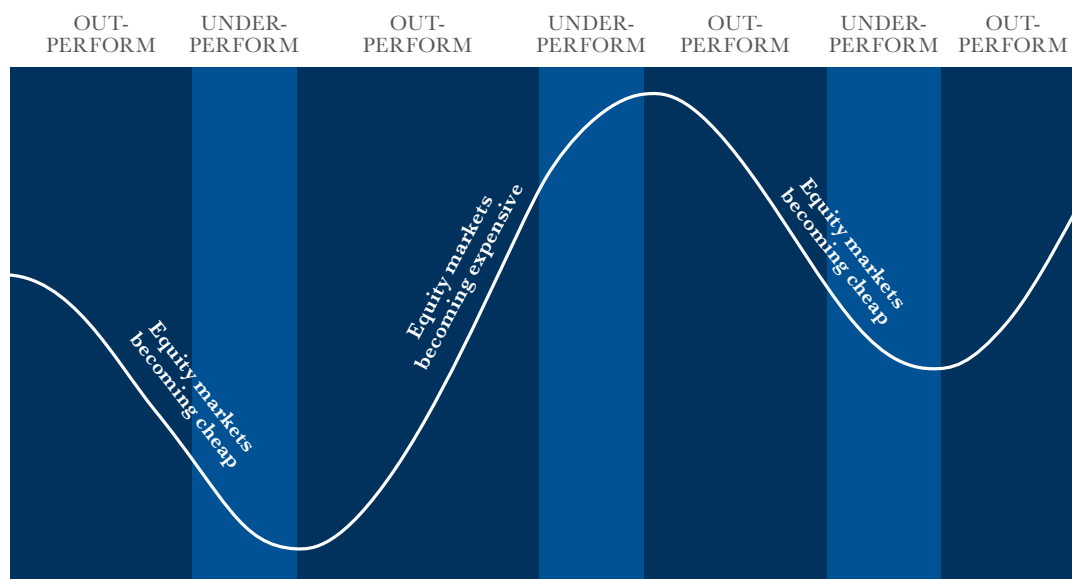 OUT-
PERFORM
UNDER-
PERFORM
OUT-
PERFORM
UNDER-
PERFORM
OUT-
PERFORM
UNDER-
PERFORM
OUT-
PERFORM
Equity markets
becoming cheap
Equity markets
becoming expensive
Equity markets
becoming cheap